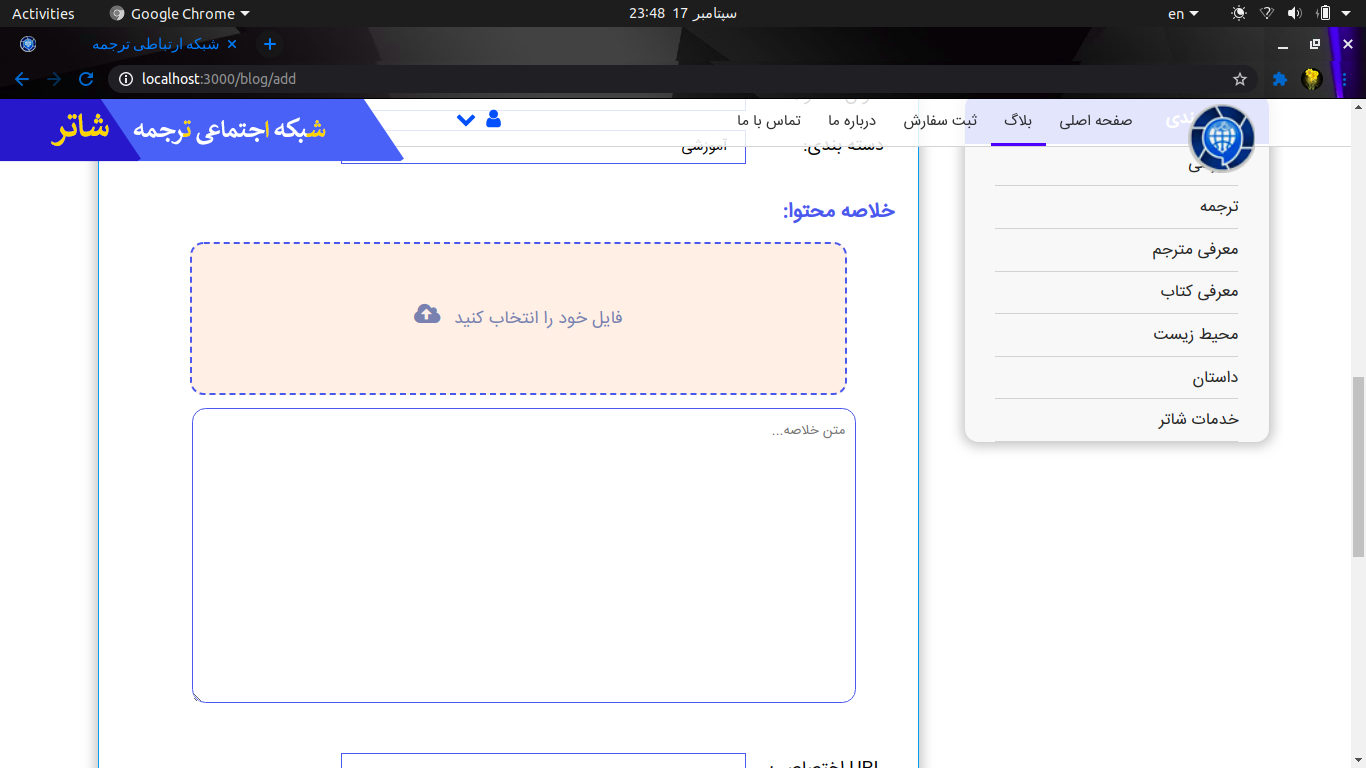 Activities
Google Chrome
سپتامبر 17 23:48
en
شبکه ارتباطی ترجمه
localhost:3000/blog/add
صفحه اصلی
بلاگ
ثبت سفارش
درباره ما
تماس با ما
شبکه اجتماعی ترجمه
شاتر
دسته بندی:
آموزشی
ترجمه
معرفی مترجم
معرفی کتاب
محیط زیست
داستان
خدمات شاتر
خلاصه محتوا:
فایل خود را انتخاب کنید
متن خلاصه...
URL اختصاصی: